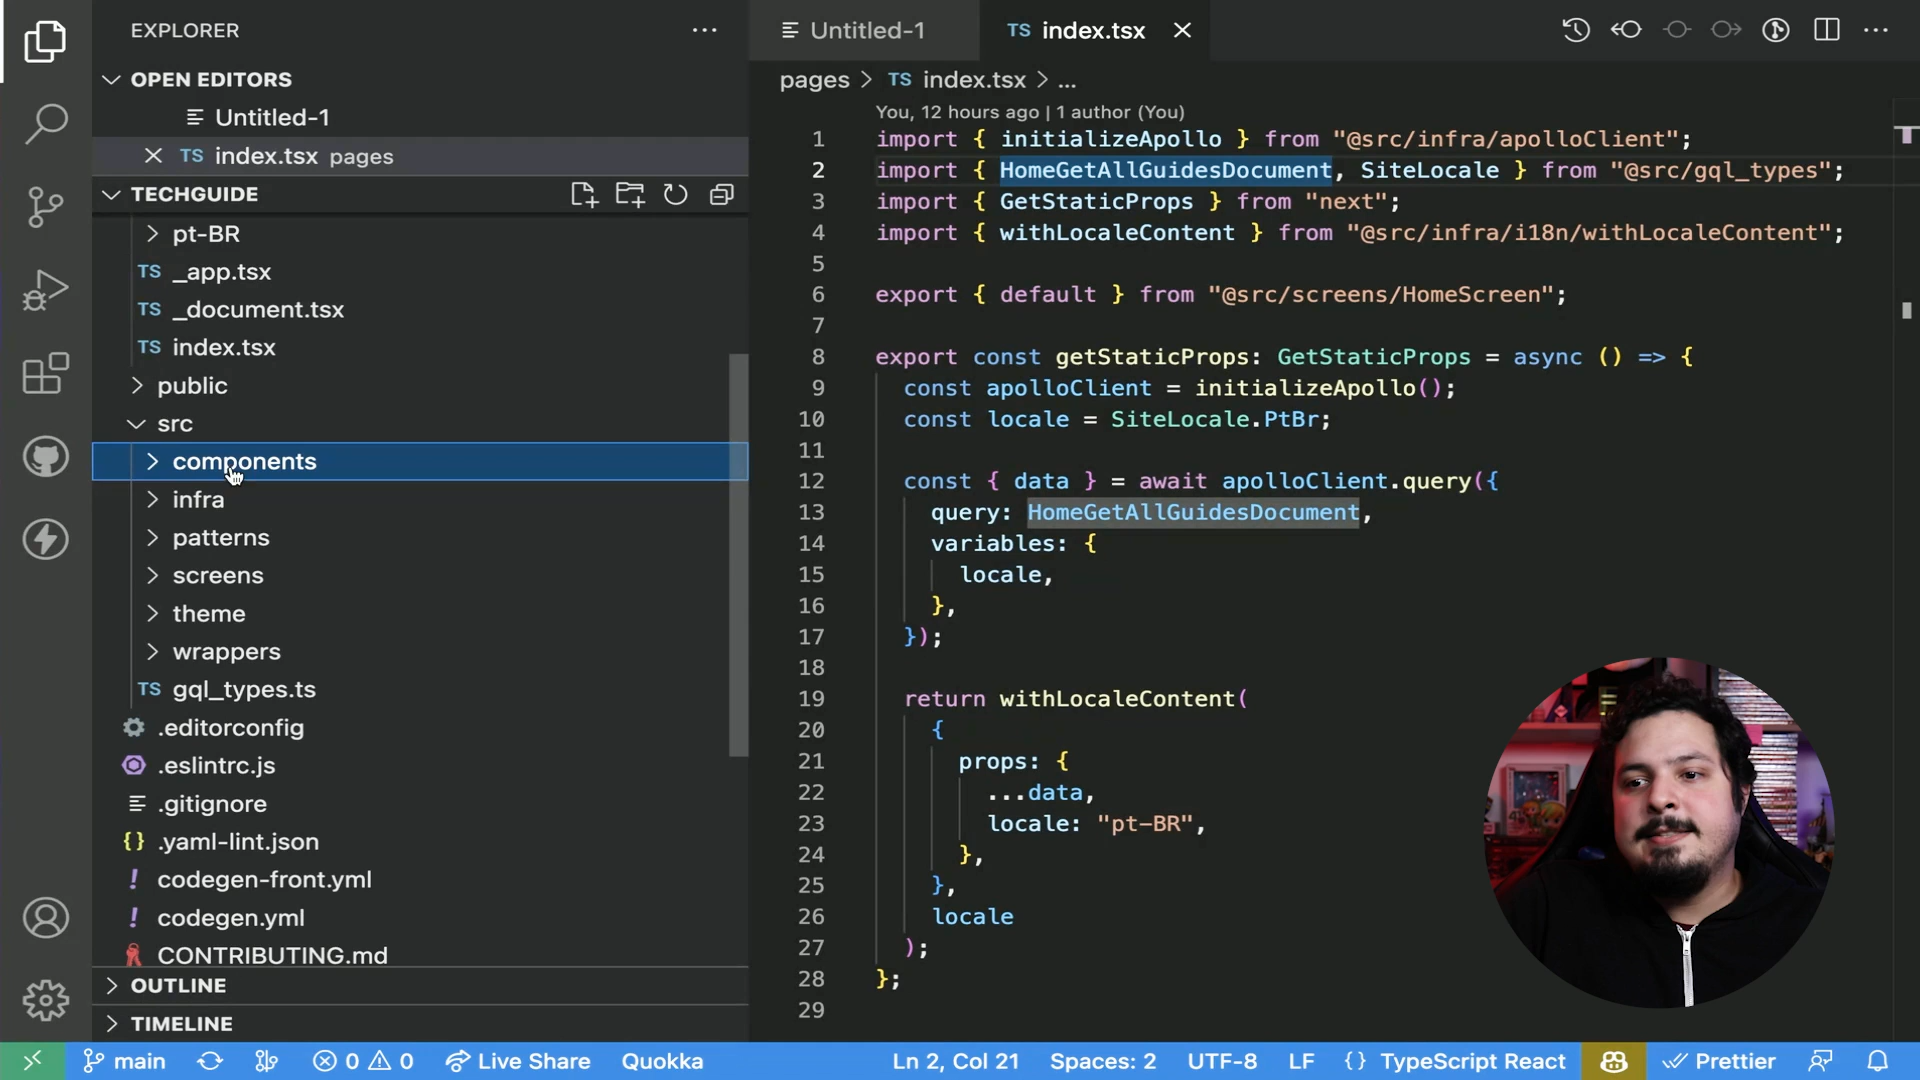 EXPLORER
OPEN EDITORS
Untitled-1
TS index.tsx pages
TECHGUIDE
pt-BR
TS _app.tsx
TS _document.tsx
TS index.tsx
public
src
components
infra
patterns
screens
theme
wrappers
TS gql_types.ts
.editorconfig
.eslintrc.js
.gitignore
{} .yaml-lint.json
! codegen-front.yml
! codegen.yml
CONTRIBUTING.md
OUTLINE
TIMELINE
Untitled-1
TS index.tsx
pages > TS index.tsx > ...
You, 12 hours ago | 1 author (You)
1 import { initializeApollo } from "@src/infra/apolloClient";
2 import { HomeGetAllGuidesDocument, SiteLocale } from "@src/gql_types";
3 import { GetStaticProps } from "next";
4 import { withLocaleContent } from "@src/infra/i18n/withLocaleContent";
5
6 export { default } from "@src/screens/HomeScreen";
7
8 export const getStaticProps: GetStaticProps = async () => {
9 const apolloClient = initializeApollo();
10 const locale = SiteLocale.PtBr;
11
12 const { data } = await apolloClient.query({
13 query: HomeGetAllGuidesDocument,
14 variables: {
15 locale,
16 },
17 });
18
19 return withLocaleContent(
20 {
21 props: {
22 ...data,
23 locale: "pt-BR",
24 },
25 },
26 locale
27 );
28 };
29
main 0 0 Live Share Quokka Ln 2, Col 21 Spaces: 2 UTF-8 LF {} TypeScript React Prettier